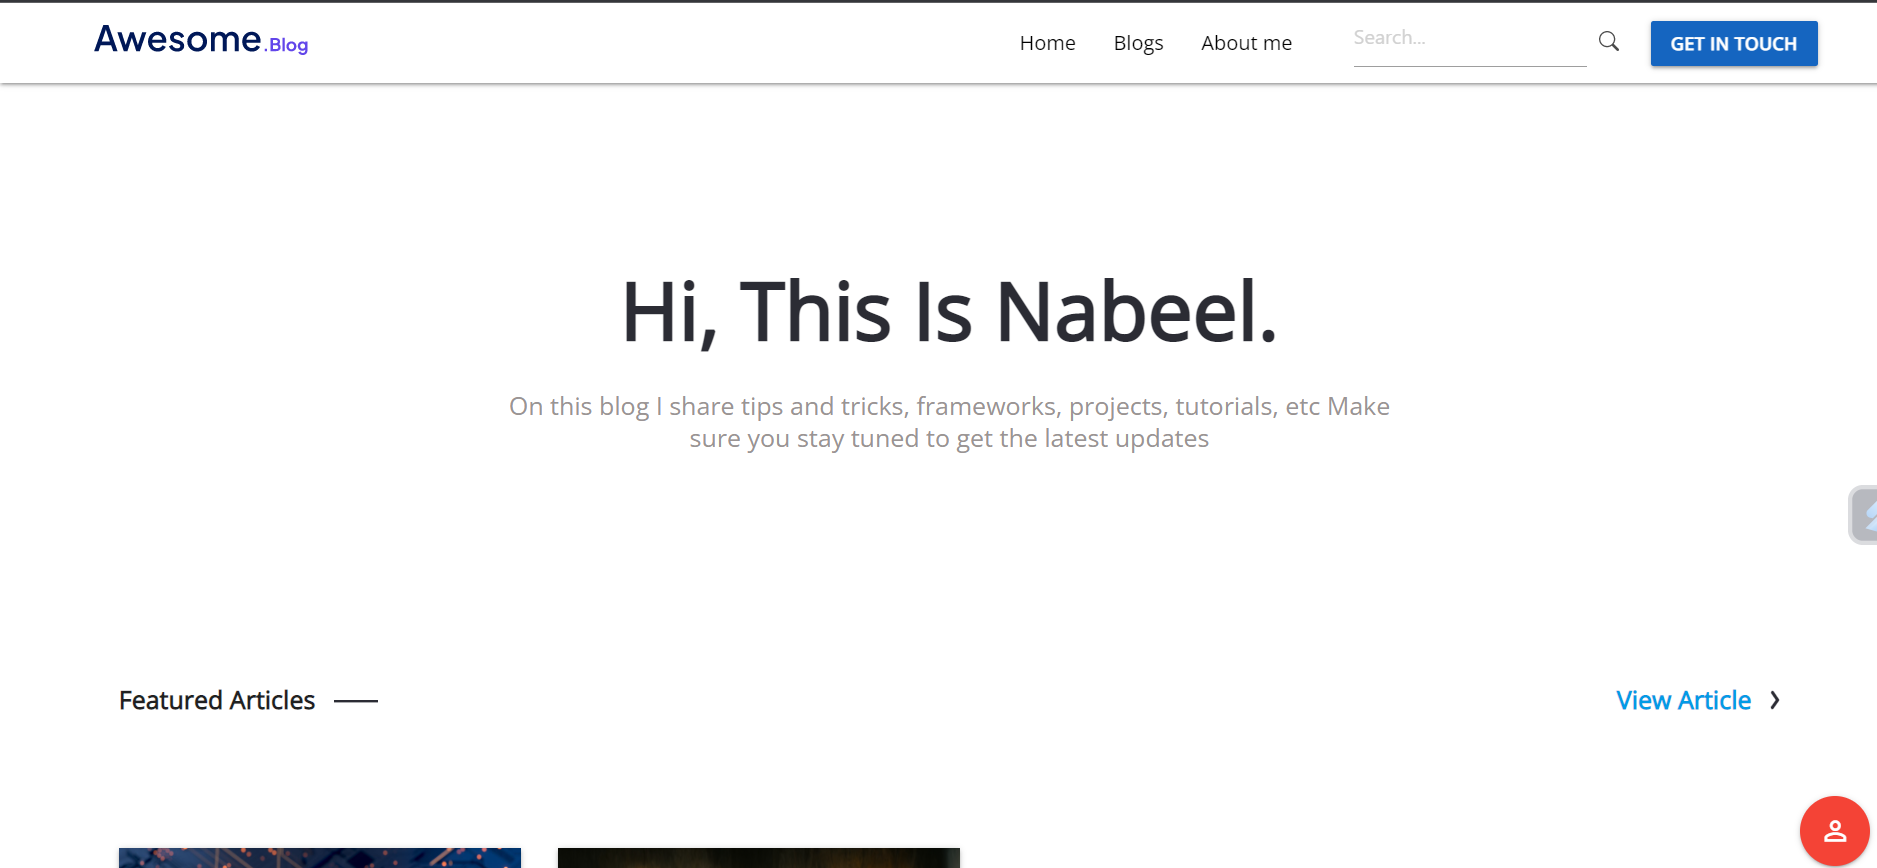 Awesome.Blog
Home Blogs About me Search... GET IN TOUCH
Hi, This Is Nabeel.
On this blog I share tips and tricks, frameworks, projects, tutorials, etc Make
sure you stay tuned to get the latest updates
Featured Articles
View Article